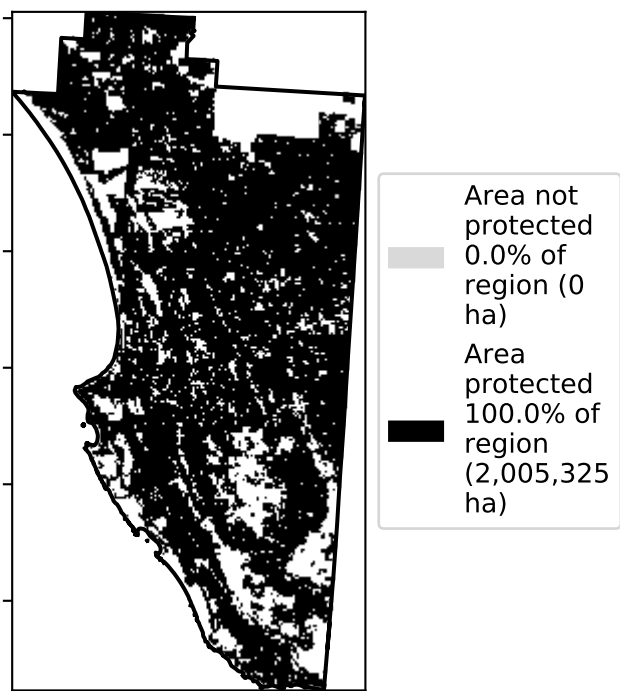 Area not
protected
0.0% of
region (0
ha)
Area
protected
100.0% of
region
(2,005,325
ha)